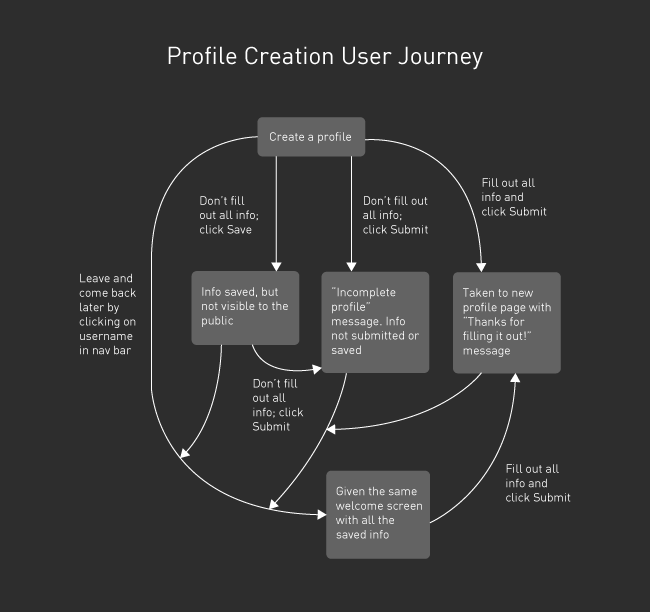 Profile Creation User Journey
Create a profile
Don't fill
out all info;
click Save
Don't fill out
all info;
click Submit
Fill out all
info and
click Submit
Leave and
come back
later by
clicking on
username
in nav bar
Info saved, but
not visible to the
public
"Incomplete
profile"
message. Info
not submitted or
saved
Taken to new
profile page with
"Thanks for
filling it out!"
message
Don't fill
out all
info; click
Submit
Given the same
welcome screen
with all the
saved info
Fill out all
info and
click Submit